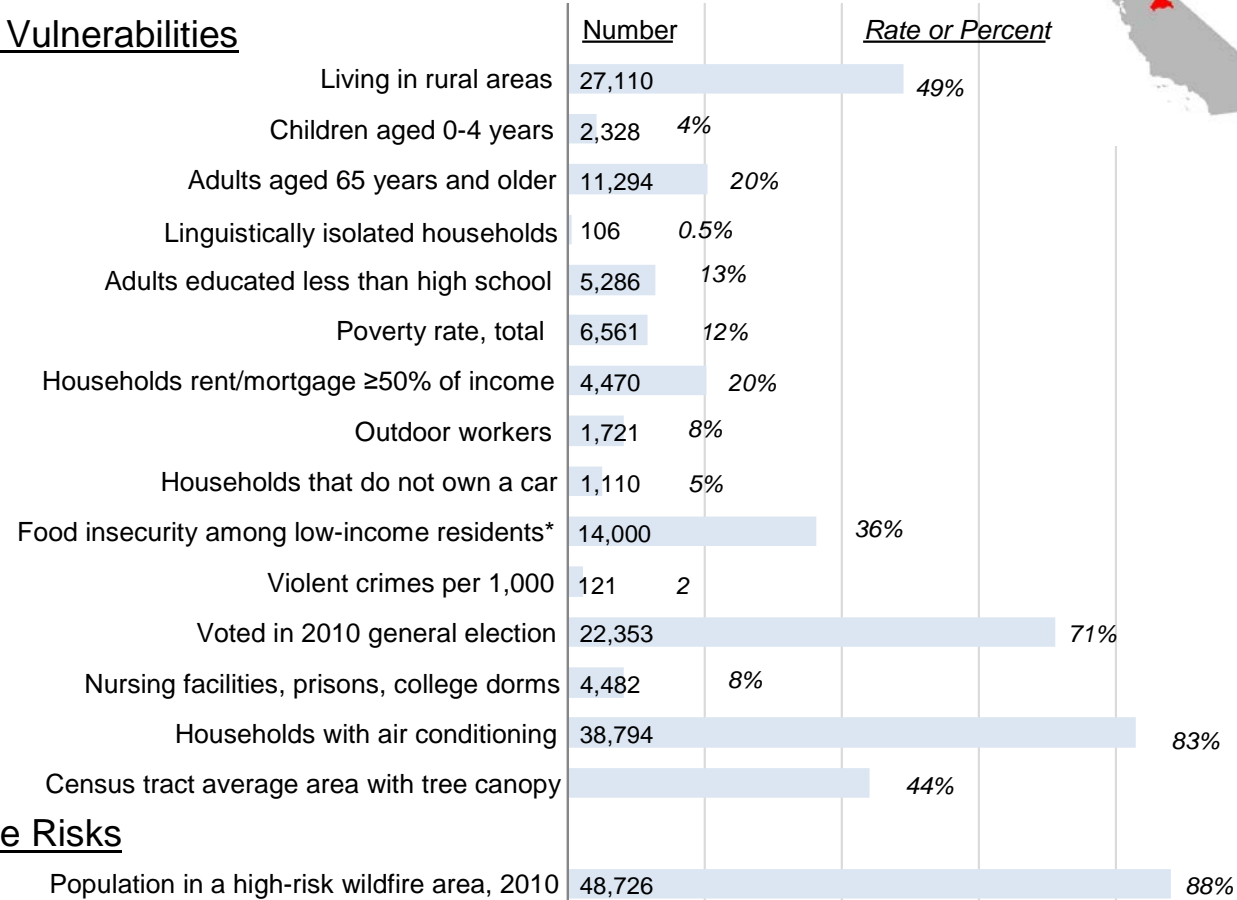 Vulnerabilities Number Rate or Percent
Living in rural areas 27,110 49%
Children aged 0-4 years 2,328 4%
Adults aged 65 years and older 11,294 20%
Linguistically isolated households 106 0.5%
Adults educated less than high school 5,286 13%
Poverty rate, total 6,561 12%
Households rent/mortgage ≥50% of income 4,470 20%
Outdoor workers 1,721 8%
Households that do not own a car 1,110 5%
Food insecurity among low-income residents* 14,000 36%
Violent crimes per 1,000 121 2
Voted in 2010 general election 22,353 71%
Nursing facilities, prisons, college dorms 4,482 8%
Households with air conditioning 38,794 83%
Census tract average area with tree canopy 44%
e Risks
Population in a high-risk wildfire area, 2010 48,726 88%